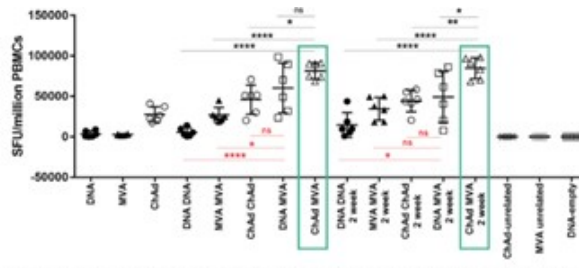 ns
*
*
**
****
****
****
****
150000
100000
50000
0
-50000
SFU/million PBMCs
ns
ns
*
ns
****
*
DNA
MVA
ChAd
DNA DNA
MVA MVA
ChAd ChAd
DNA MVA
ChAd MVA
DNA DNA
2 week
MVA MVA
2 week
ChAd ChAd
2 week
DNA MVA
2 week
ChAd MVA
2 week
ChAd-unrelated
MVA unrelated
DNA-empty